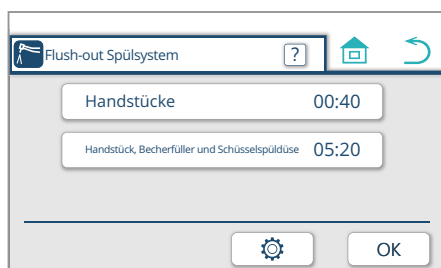 Flush-out Spülsystem ?
Handstücke 00:40
Handstück, Becherfüller und Schüsselspüldüse 05:20
OK